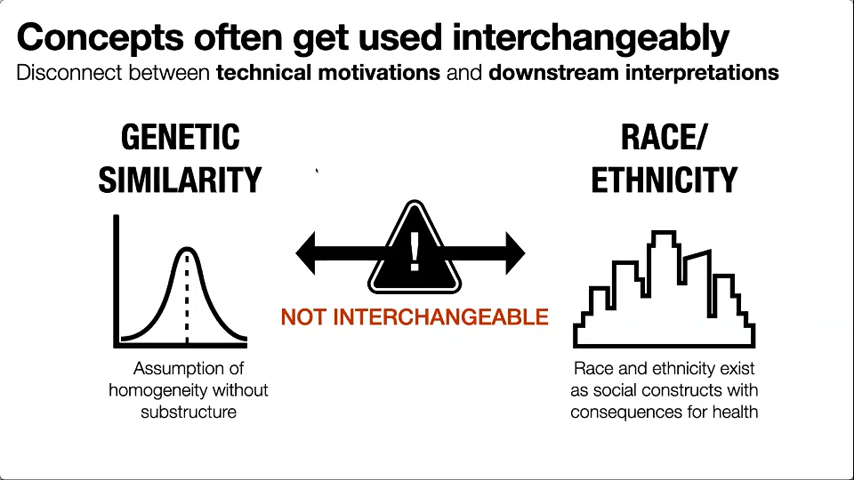 Concepts often get used interchangeably
Disconnect between technical motivations and downstream interpretations
GENETIC
SIMILARITY
!
NOT INTERCHANGEABLE
RACE/
ETHNICITY
Assumption of
homogeneity without
substructure
Race and ethnicity exist
as social constructs with
consequences for health